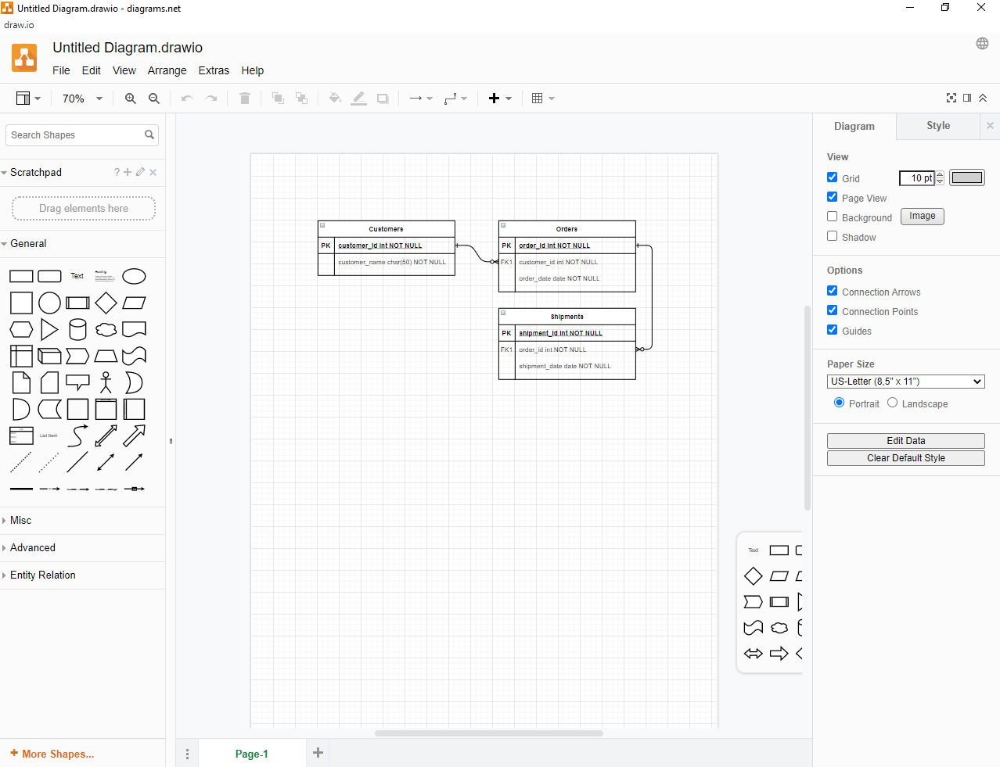 Untitled Diagram.drawio - diagrams.net
draw.io
Untitled Diagram.drawio
File Edit View Arrange Extras Help
70%
Search Shapes
Scratchpad
?
Drag elements here
General
Text
Heading
List Item
Misc
Advanced
Entity Relation
+ More Shapes...
Customers
PK customer_id int NOT NULL
customer_name char(50) NOT NULL
Orders
PK order_id int NOT NULL
FK1 customer_id int NOT NULL
order_date date NOT NULL
Shipments
PK shipment_id int NOT NULL
FK1 order_id int NOT NULL
shipment_date date NOT NULL
Text
Page-1
Diagram Style
View
Grid 10 pt
Page View
Background Image
Shadow
Options
Connection Arrows
Connection Points
Guides
Paper Size
US-Letter (8,5" x 11")
Portrait Landscape
Edit Data
Clear Default Style